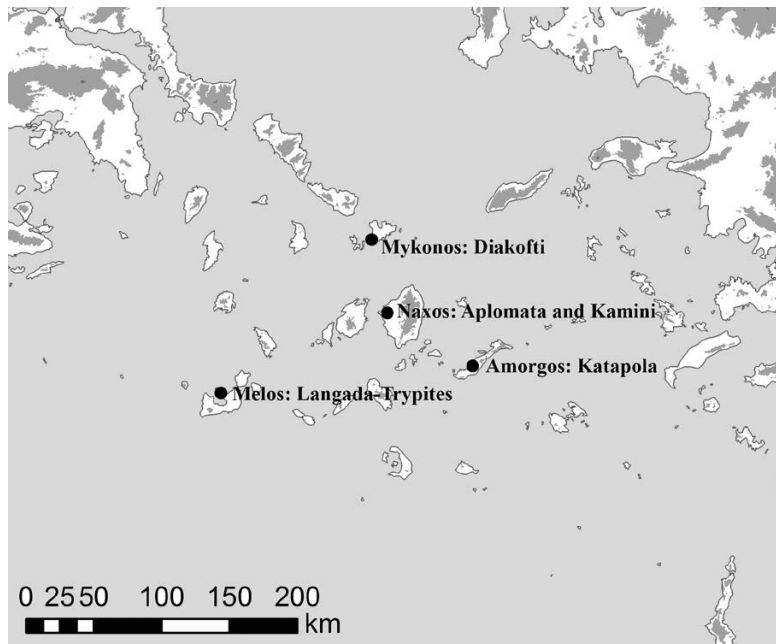 Mykonos: Diakofti
Naxos: Aplomata and Kamini
Amorgos: Katapola
Melos: Langada-Trypites
0 25 50 100 150 200
km